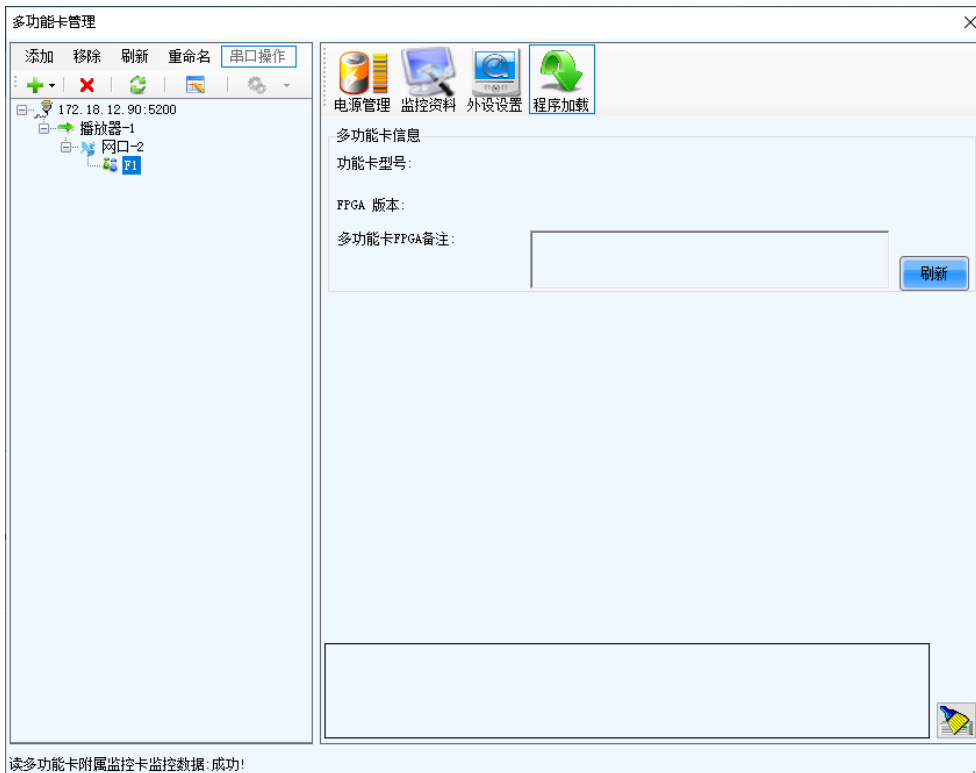 多功能卡管理
添加 移除 刷新 重命名 串口操作
172.18.12.90:5200
播放器-1
网口-2
F1
电源管理 监控资料 外设设置 程序加载
多功能卡信息
功能卡型号:
FPGA 版本:
多功能卡FPGA备注:
刷新
读多功能卡附属监控卡监控数据:成功!